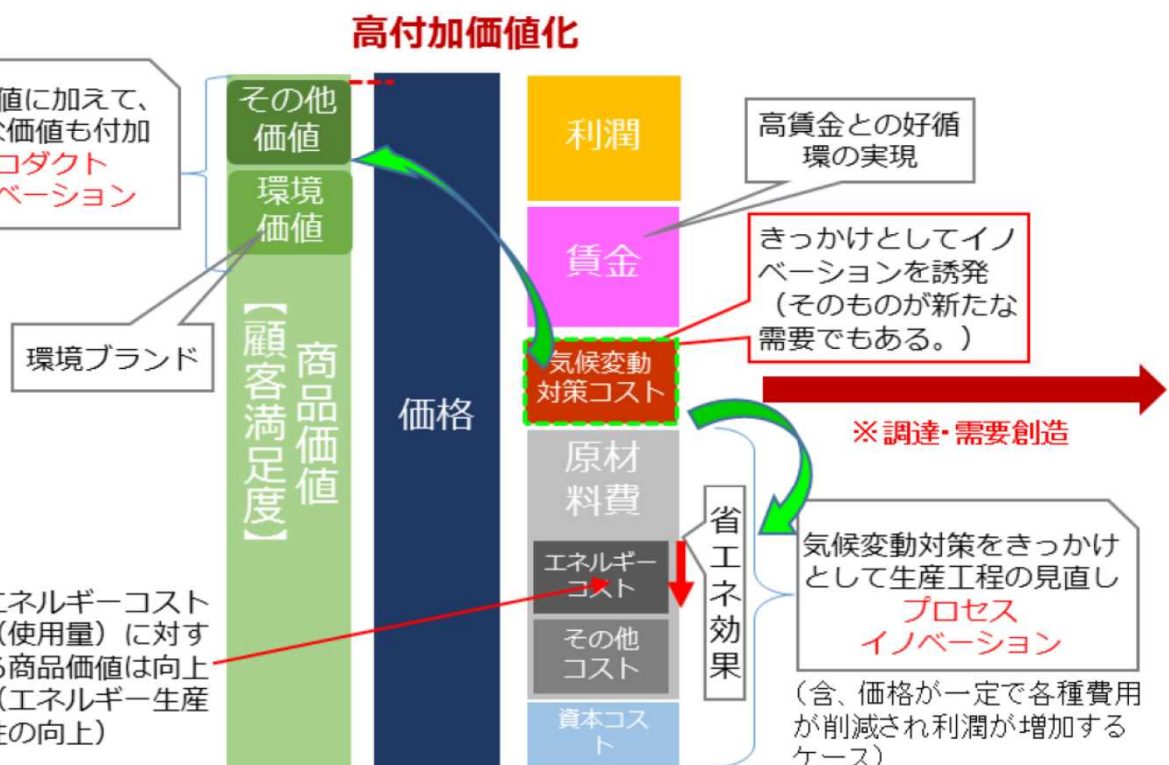 高付加価値化
値に加えて、
価値も付加
ロダクト
ベーション
その他
価値
環境
価値
環境ブランド
商品価値
【顧客満足度】
エネルギーコスト
（使用量）に対す
る商品価値は向上
（エネルギー生産
性の向上）
価格
利潤
賃金
気候変動
対策コスト
原材
料費
エネルギー
コスト
その他
コスト
資本コス
ト
省エネ効果
高賃金との好循
環の実現
きっかけとしてイノ
ベーションを誘発
（そのものが新たな
需要でもある。）
※調達・需要創造
気候変動対策をきっかけ
として生産工程の見直し
プロセス
イノベーション
（含、価格が一定で各種費用
が削減され利潤が増加する
ケース）